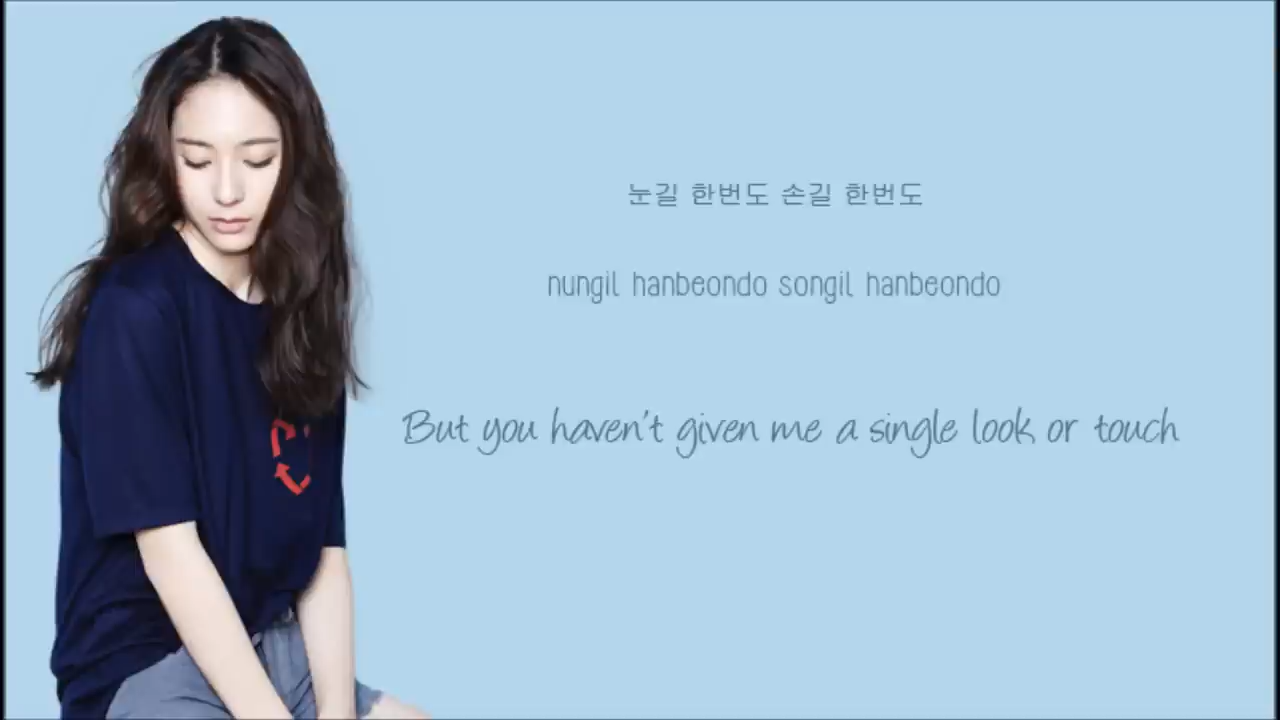 눈길 한번도 손길 한번도
nungil hanbeondo songil hanbeondo
But you haven't given me a single look or touch